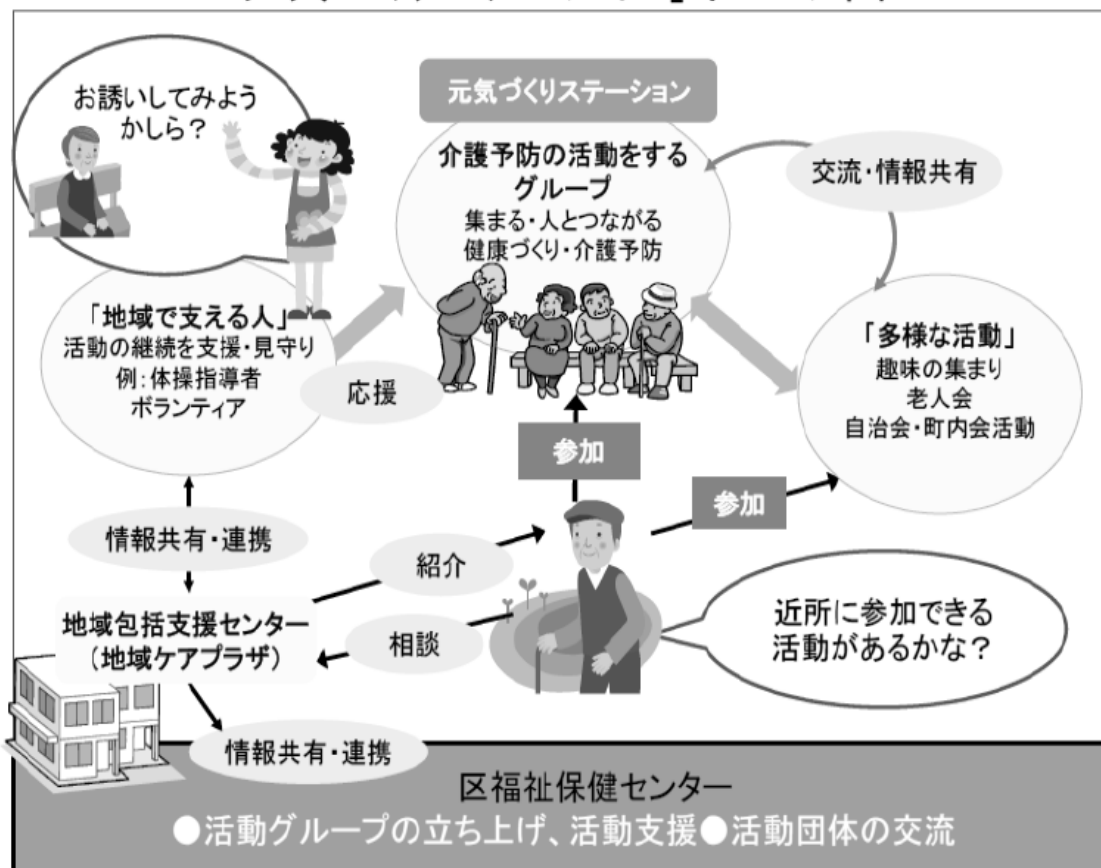 お誘いしてみよう
かしら？
元気づくりステーション
介護予防の活動をする
グループ
集まる・人とつながる
健康づくり・介護予防
交流・情報共有
「地域で支える人」
活動の継続を支援・見守り
例：体操指導者
ボランティア
応援
「多様な活動」
趣味の集まり
老人会
自治会・町内会活動
参加
参加
情報共有・連携
紹介
地域包括支援センター
（地域ケアプラザ）
相談
近所に参加できる
活動があるかな？
情報共有・連携
区福祉保健センター
●活動グループの立ち上げ、活動支援●活動団体の交流